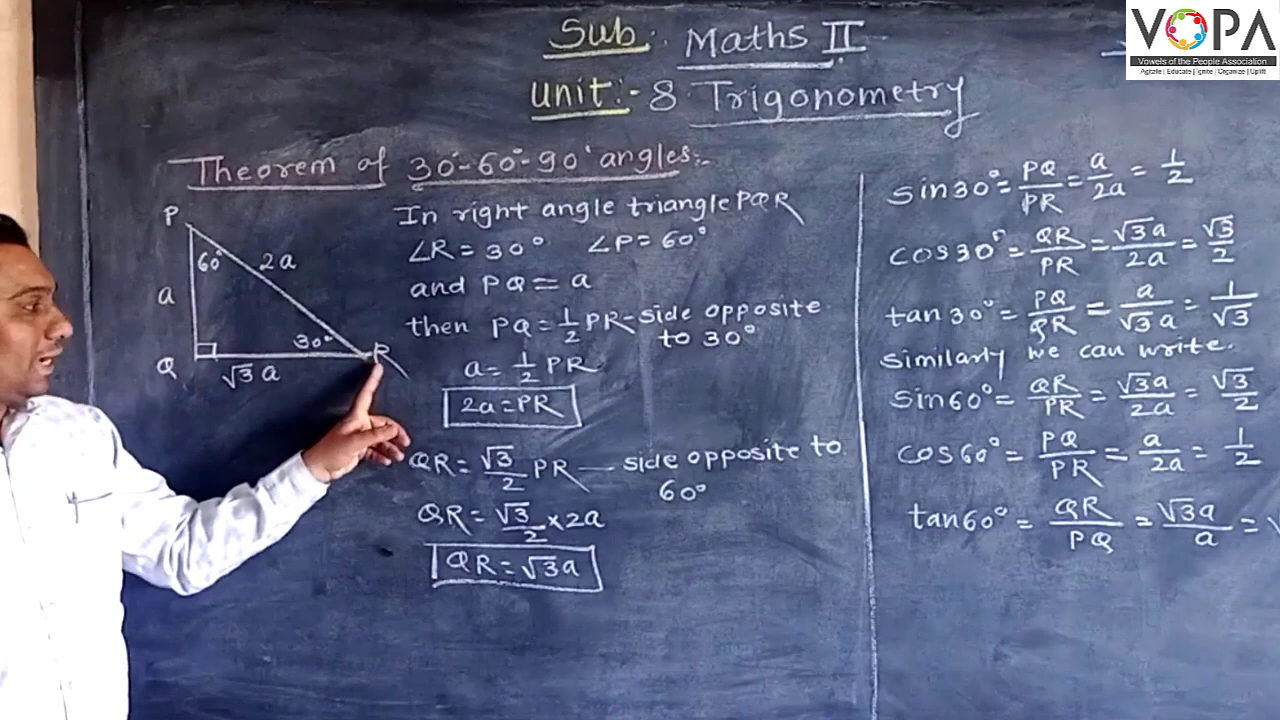 VOPA
Vowels of the People Association
Agitate | Educate | Ignite | Organize | Uplift
Sub: Maths II
Unit:- 8 Trigonometry
Theorem of 30°-60°-90° angles:-
P
60°
2a
a
30°
Q
R
√3 a
In right angle triangle PQR
∠R = 30° ∠P = 60°
and PQ = a
then PQ = 1/2 PR - side opposite
to 30°
a = 1/2 PR
2a = PR
QR = √3/2 PR — side opposite to
60°
QR = √3/2 × 2a
QR = √3a
sin30° = PQ/PR = a/2a = 1/2
cos30° = QR/PR = √3a/2a = √3/2
tan30° = PQ/QR = a/√3a = 1/√3
Similarly we can write.
sin60° = QR/PR = √3a/2a = √3/2
cos60° = PQ/PR = a/2a = 1/2
tan60° = QR/PQ = √3a/a =